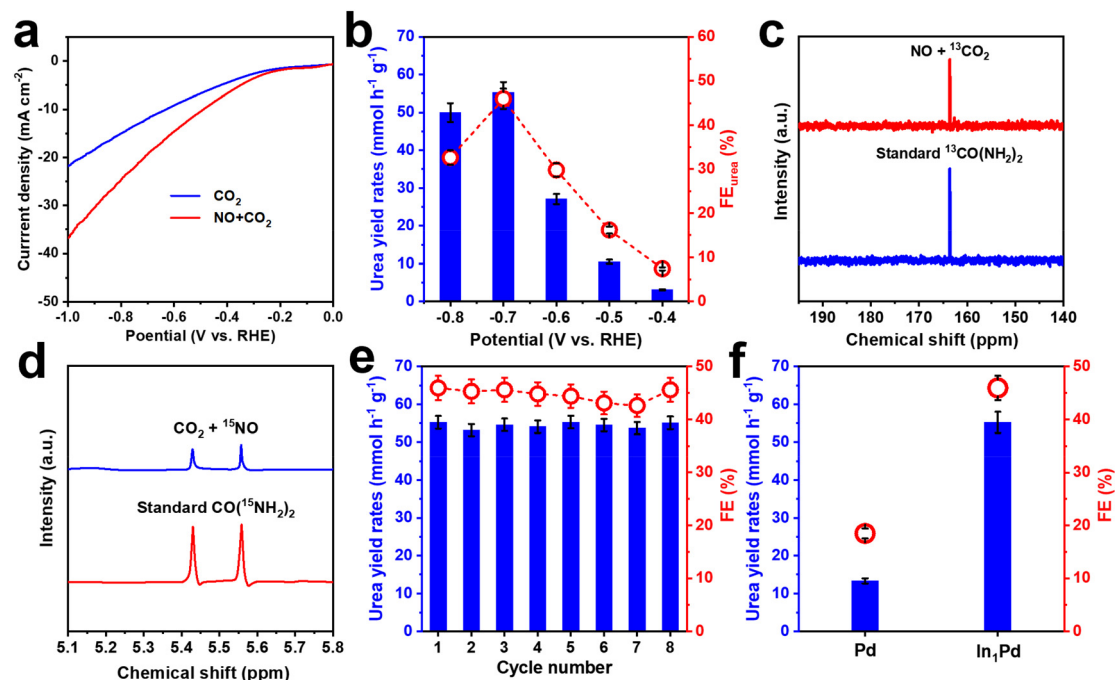 a
Currrent density (mA cm-2)
0
-10
-20
-30
-40
-50
CO2
NO+CO2
-1.0 -0.8 -0.6 -0.4 -0.2 0.0
Potential (V vs. RHE)
b
Urea yield rates (mmol h-1 g-1)
70
60
50
40
30
20
10
0
60
50
40
30
20
10
0
FEurea (%)
-0.8 -0.7 -0.6 -0.5 -0.4
Potential (V vs. RHE)
c
Intensity (a.u.)
NO + 13CO2
Standard 13CO(NH2)2
190 180 170 160 150 140
Chemical shift (ppm)
d
Intensity (a.u.)
CO2 + 15NO
Standard CO(15NH2)2
5.1 5.2 5.3 5.4 5.5 5.6 5.7 5.8
Chemical shift (ppm)
e
Urea yield rates (mmol h-1 g-1)
70
60
50
40
30
20
10
0
50
40
30
20
10
0
FE (%)
1 2 3 4 5 6 7 8
Cycle number
f
Urea yield rates (mmol h-1 g-1)
70
60
50
40
30
20
10
0
50
40
30
20
10
0
FE (%)
Pd In1Pd